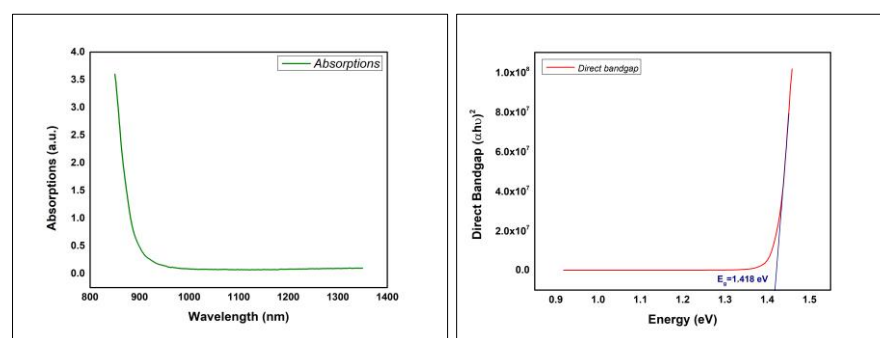 4.0
3.5
3.0
2.5
2.0
1.5
1.0
0.5
0.0
Absorptions (a.u.)
Absorptions
800 900 1000 1100 1200 1300 1400
Wavelength (nm)
1.0x10⁸
8.0x10⁷
6.0x10⁷
4.0x10⁷
2.0x10⁷
0.0
Direct Bandgap (αhυ)²
Direct bandgap
E_g=1.418 eV
0.9 1.0 1.1 1.2 1.3 1.4 1.5
Energy (eV)